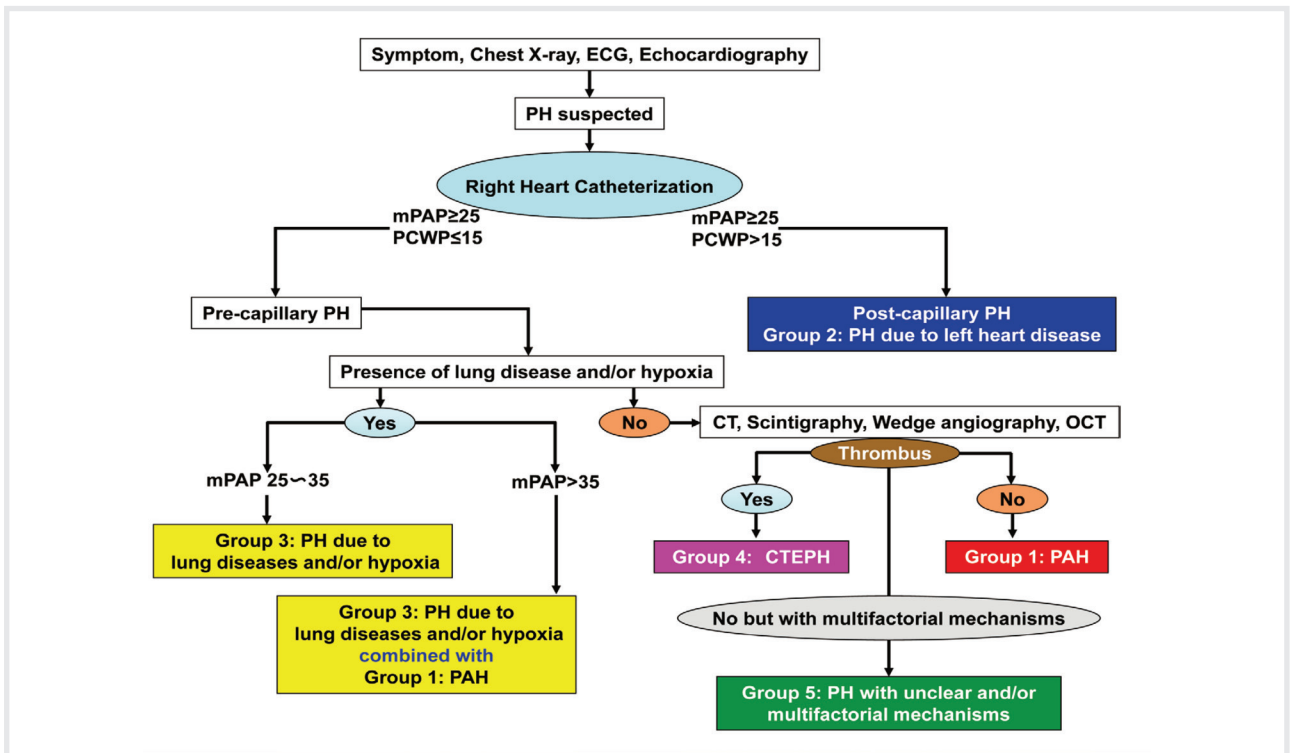 Symptom, Chest X-ray, ECG, Echocardiography
PH suspected
Right Heart Catheterization
mPAP≥25
PCWP≤15
mPAP≥25
PCWP>15
Pre-capillary PH
Post-capillary PH
Group 2: PH due to left heart disease
Presence of lung disease and/or hypoxia
Yes
No
CT, Scintigraphy, Wedge angiography, OCT
Thrombus
mPAP 25∽35
mPAP>35
Yes
No
Group 3: PH due to
lung diseases and/or hypoxia
Group 4: CTEPH
Group 1: PAH
Group 3: PH due to
lung diseases and/or hypoxia
combined with
Group 1: PAH
No but with multifactorial mechanisms
Group 5: PH with unclear and/or
multifactorial mechanisms